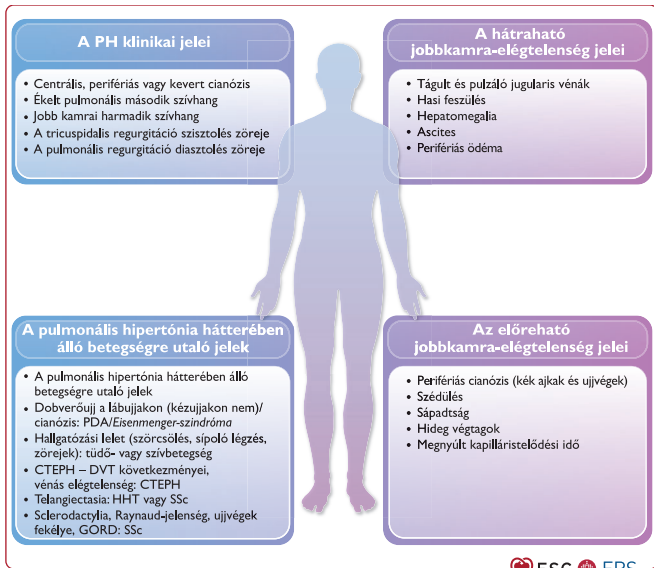 A PH klinikai jelei
• Centrális, perifériás vagy kevert cianózis
• Ékelt pulmonális második szívhang
• Jobb kamrai harmadik szívhang
• A tricuspidalis regurgitáció szisztolés zöreje
• A pulmonális regurgitáció diasztolés zöreje
A hátraható
jobbkamra-elégtelenség jelei
• Tágult és pulzáló jugularis vénák
• Hasi feszülés
• Hepatomegalia
• Ascites
• Perifériás ödéma
A pulmonális hipertónia hátterében
álló betegségre utaló jelek
• A pulmonális hipertónia hátterében álló
betegségre utaló jelek
• Dobverőujj a lábujjakon (kézujjakon nem)/
cianózis: PDA/Eisenmenger-szindróma
• Hallgatózási lelet (szörcsölés, sípoló légzés,
zörejek): tüdő- vagy szívbetegség
• CTEPH – DVT következményei,
vénás elégtelenség: CTEPH
• Telangiectasia: HHT vagy SSc
• Sclerodactylia, Raynaud-jelenség, ujjvégek
fekélye, GORD: SSc
Az előreható
jobbkamra-elégtelenség jelei
• Perifériás cianózis (kék ajkak és ujjvégek)
• Szédülés
• Sápadtság
• Hideg végtagok
• Megnyúlt kapilláristelődési idő
ESC ERS